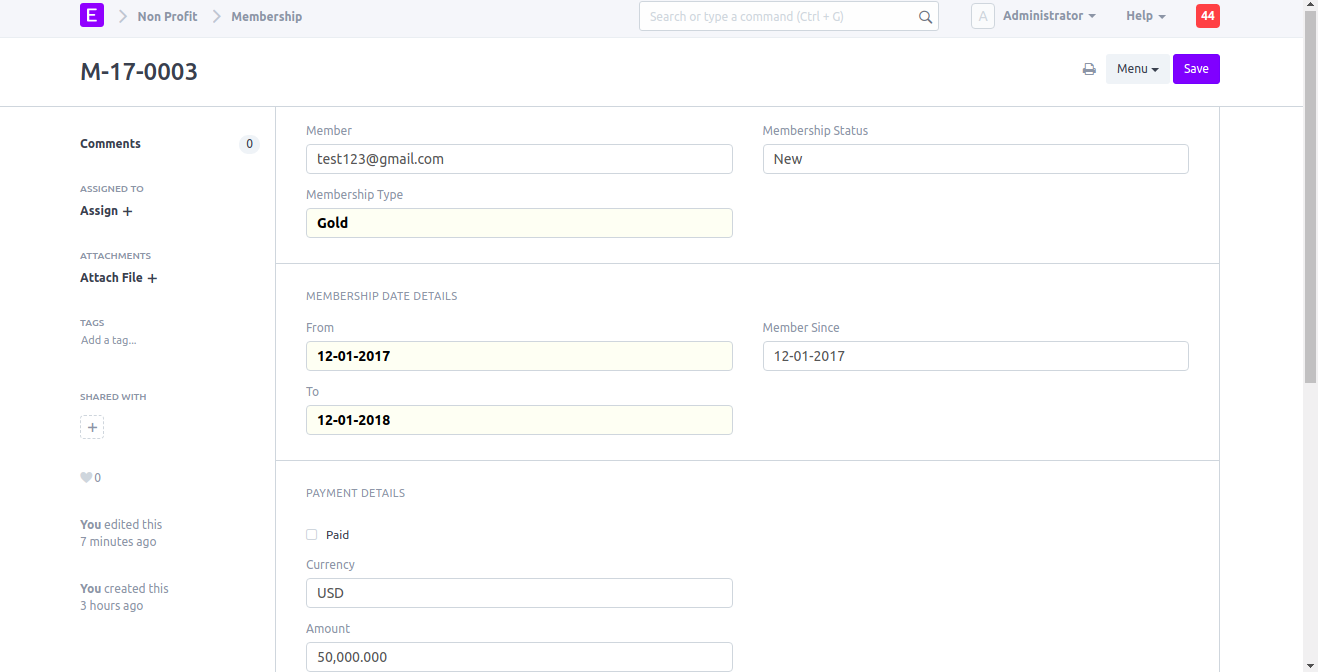 E Non Profit Membership Search or type a command (Ctrl + G) A Administrator Help 44
M-17-0003 Menu Save
Comments 0
ASSIGNED TO
Assign +
ATTACHMENTS
Attach File +
TAGS
Add a tag...
SHARED WITH
+
0
You edited this
7 minutes ago
You created this
3 hours ago
Member
test123@gmail.com
Membership Status
New
Membership Type
Gold
MEMBERSHIP DATE DETAILS
From
12-01-2017
Member Since
12-01-2017
To
12-01-2018
PAYMENT DETAILS
Paid
Currency
USD
Amount
50,000.000